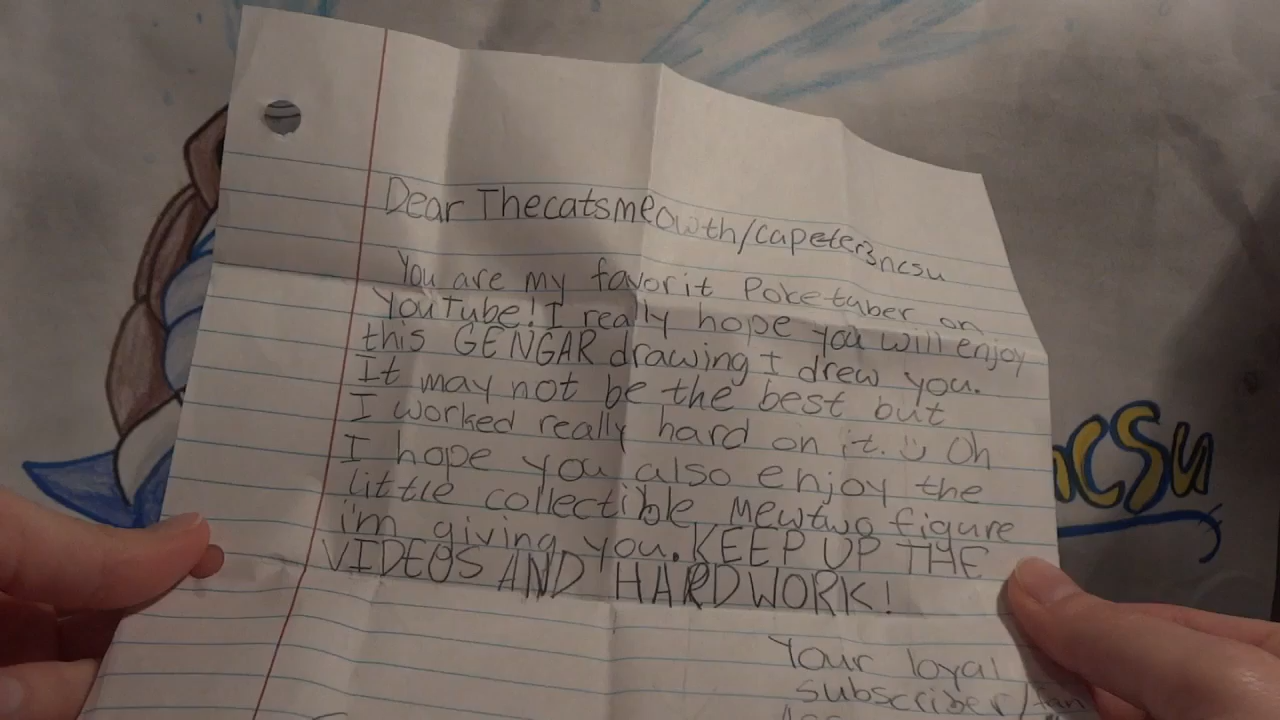 Dear Thecatsmeowth/capeter3ncsu
You are my favorit Poketuber on
YouTube! I really hope you will enjoy
this GENGAR drawing I drew you.
It may not be the best but
I worked really hard on it. :) Oh
I hope you also enjoy the
little collectible mewtwo figure
i'm giving you. KEEP UP THE
VIDEOS AND HARDWORK!
Your loyal
subscriber/fan
ncsu